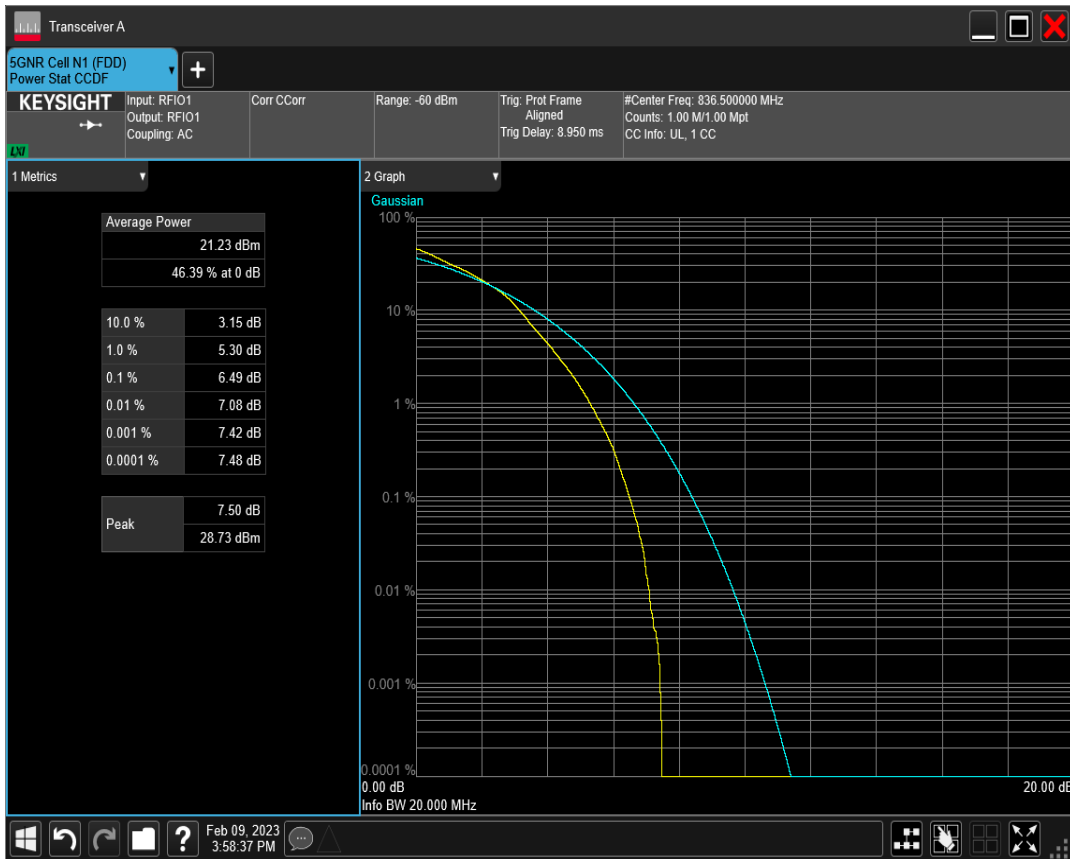 Transceiver A
5GNR Cell N1 (FDD)
Power Stat CCDF
+
KEYSIGHT
LXI
Input: RFIO1
Output: RFIO1
Coupling: AC
Corr CCorr
Range: -60 dBm
Trig: Prot Frame
Aligned
Trig Delay: 8.950 ms
#Center Freq: 836.500000 MHz
Counts: 1.00 M/1.00 Mpt
CC Info: UL, 1 CC
1 Metrics
Average Power
21.23 dBm
46.39 % at 0 dB
10.0 % 3.15 dB
1.0 % 5.30 dB
0.1 % 6.49 dB
0.01 % 7.08 dB
0.001 % 7.42 dB
0.0001 % 7.48 dB
Peak 7.50 dB
28.73 dBm
2 Graph
Gaussian
100 %
10 %
1 %
0.1 %
0.01 %
0.001 %
0.0001 %
0.00 dB 20.00 dB
Info BW 20.000 MHz
?
Feb 09, 2023
3:58:37 PM